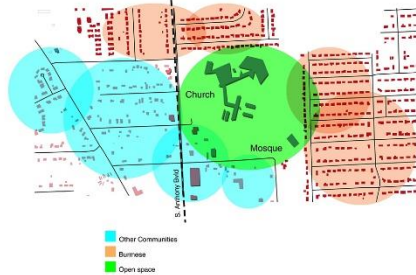 Church
Mosque
S. Anthony Blvd
Other Communities
Burmese
Open space